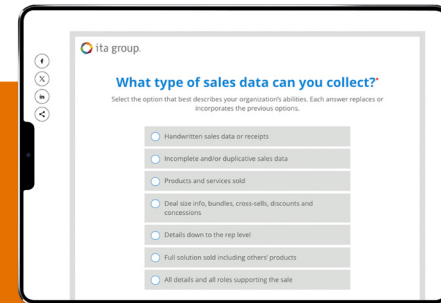 ita group.
What type of sales data can you collect?*
Select the option that best describes your organization's abilities. Each answer replaces or
incorporates the previous options.
Handwritten sales data or receipts
Incomplete and/or duplicative sales data
Products and services sold
Deal size info, bundles, cross-sells, discounts and
concessions
Details down to the rep level
Full solution sold including others' products
All details and all roles supporting the sale